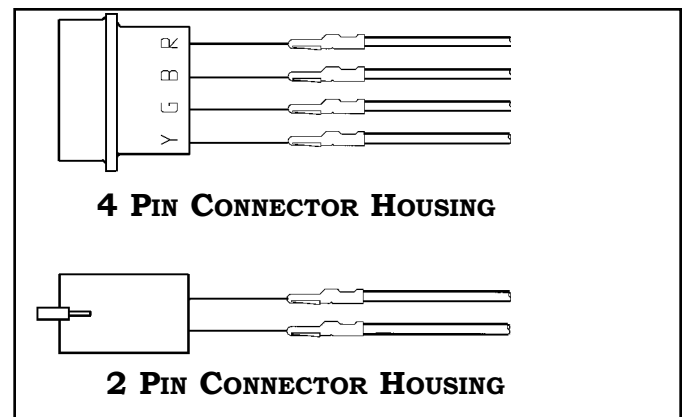 R
B
G
Y
4 PIN CONNECTOR HOUSING
2 PIN CONNECTOR HOUSING